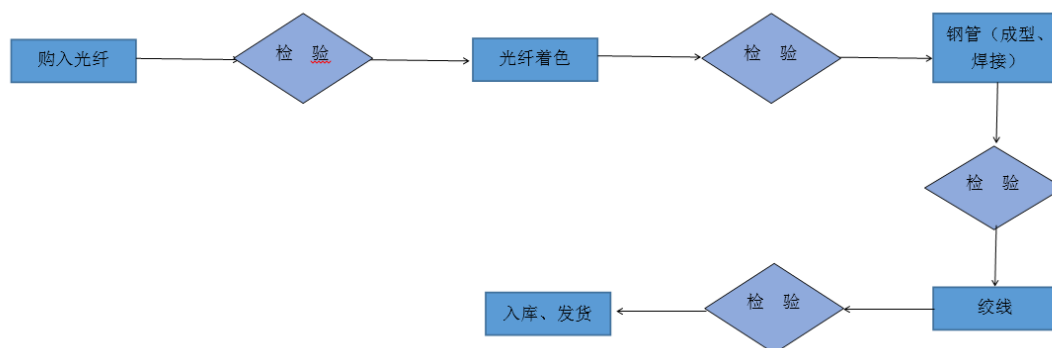 购入光纤
检 验
光纤着色
检 验
钢管（成型、
焊接）
检 验
绞线
检 验
入库、发货